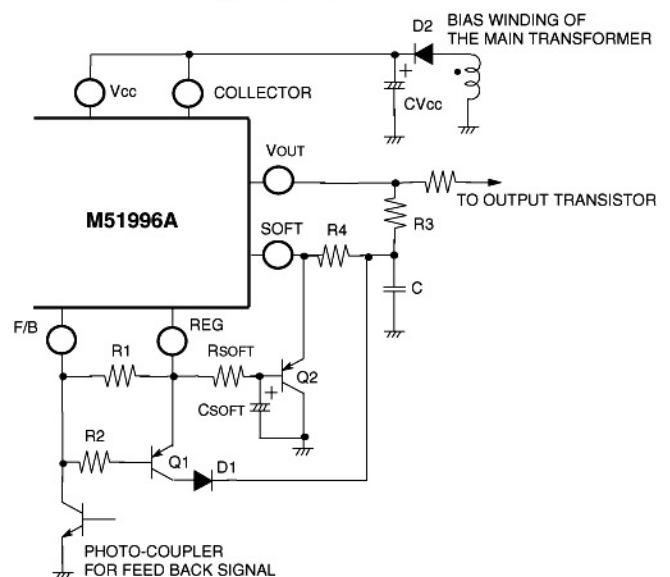 D2
BIAS WINDING OF
THE MAIN TRANSFORMER
+
VCC
COLLECTOR
CVCC
VOUT
TO OUTPUT TRANSISTOR
M51996A
R3
SOFT
R4
C
F/B
REG
R1
RSOFT
Q2
+
CSOFT
R2
Q1
D1
PHOTO-COUPLER
FOR FEED BACK SIGNAL